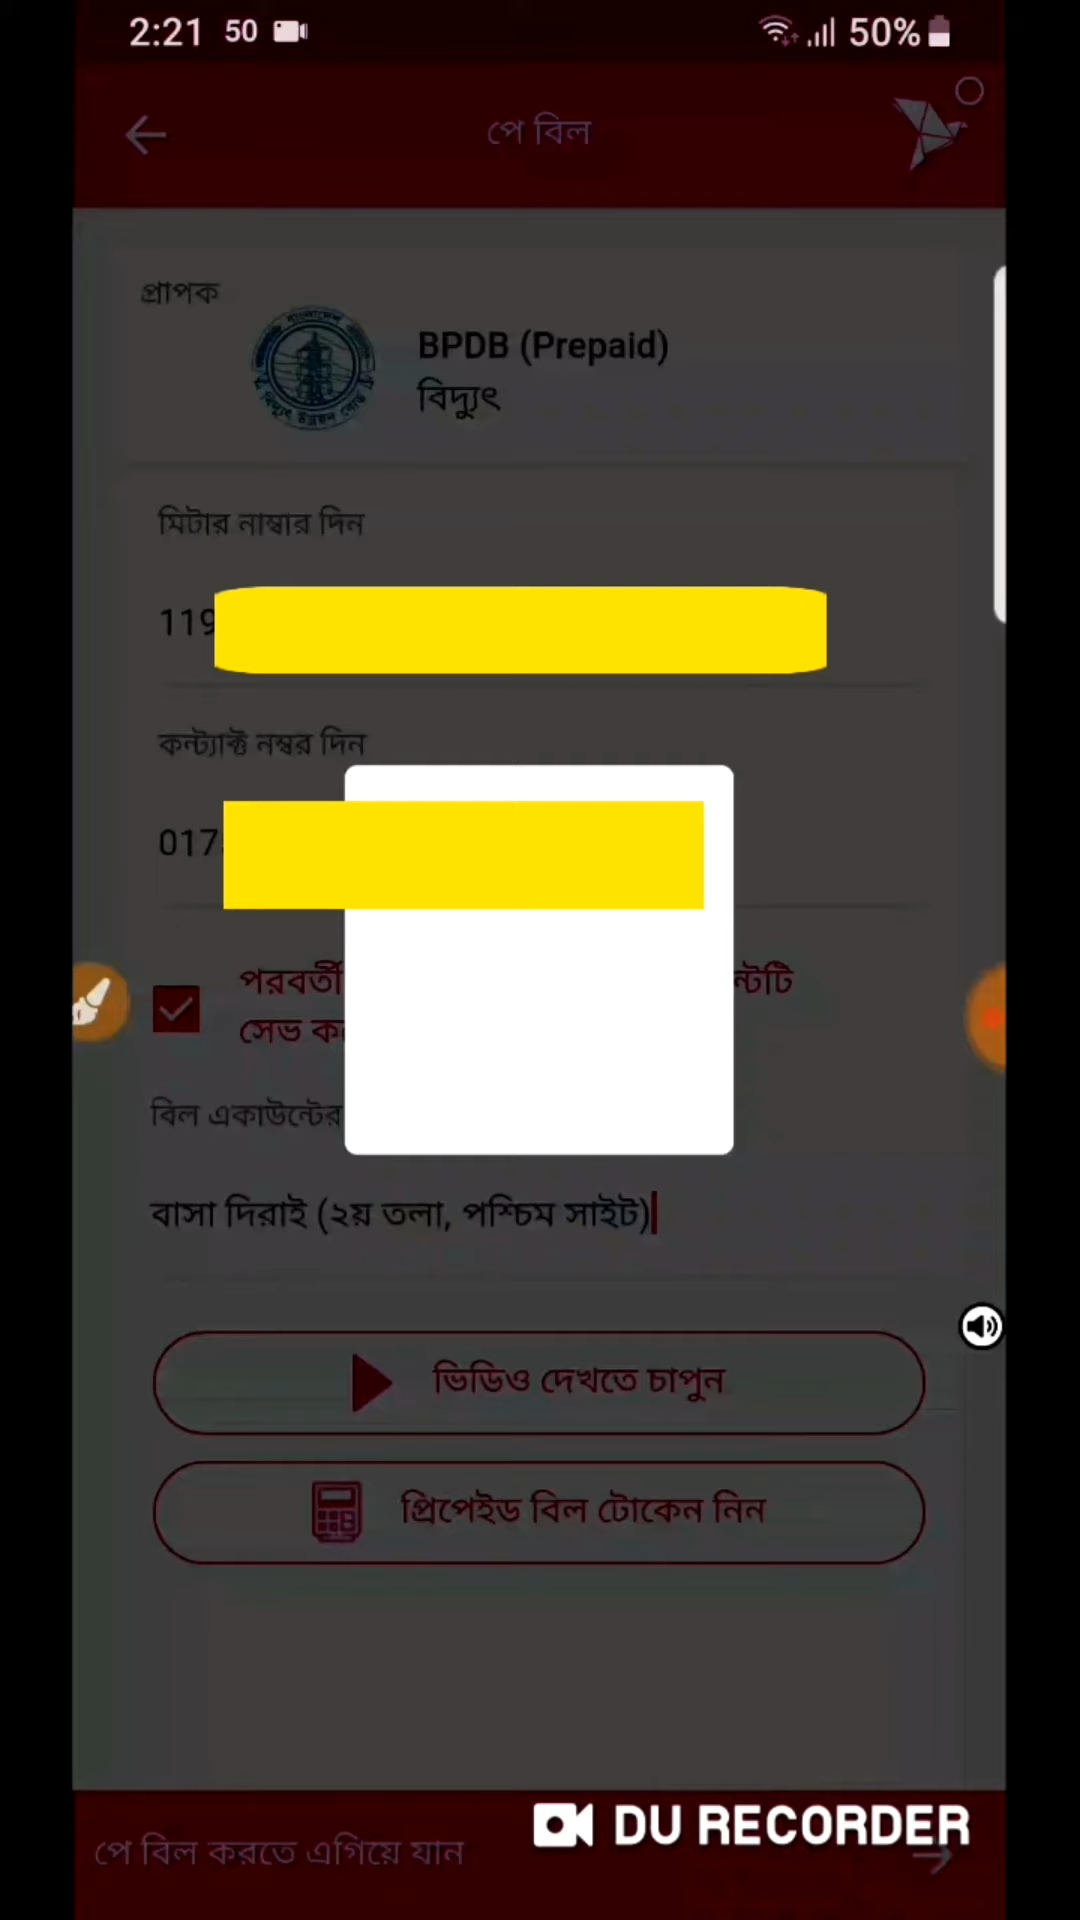 2:21 50 50%
পে বিল
প্রাপক
BPDB (Prepaid)
বিদ্যুৎ
মিটার নাম্বার দিন
119
কন্ট্যাক্ট নম্বর দিন
017
পরবর্তী ন্টটি
সেভ
বিল একাউন্টের
বাসা দিরাই (২য় তলা, পশ্চিম সাইট)
ভিডিও দেখতে চাপুন
প্রিপেইড বিল টোকেন নিন
DU RECORDER
পে বিল করতে এগিয়ে যান